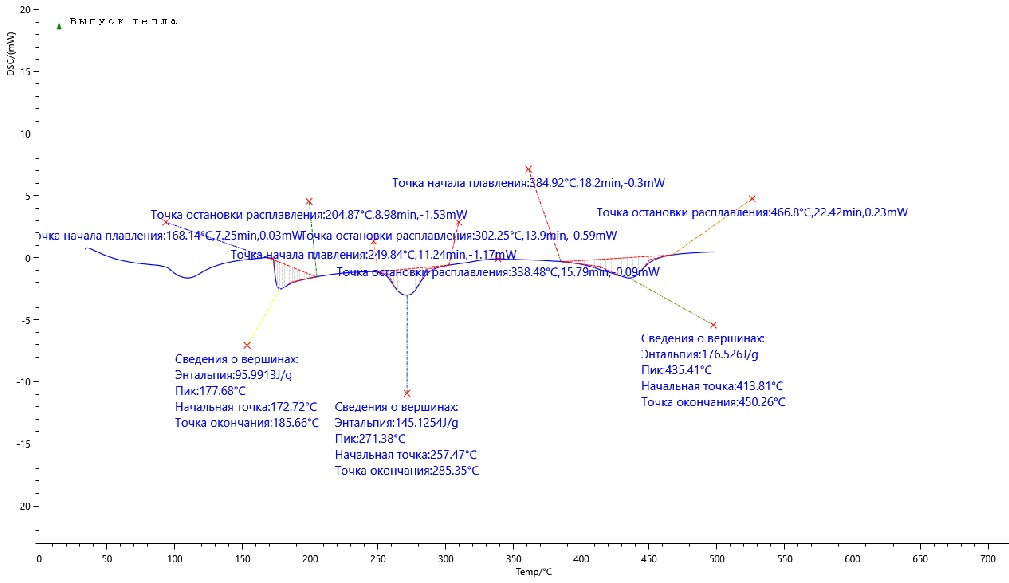 Выпуск тепла
DSC/(mW)
20
15
10
5
0
-5
-10
-15
-20
Точка начала плавления:384.92°C,18.2min,-0.3mW
Точка остановки расплавления:204.87°C,8.98min,-1.53mW
Точка остановки расплавления:466.8°C,22.42min,0.23mW
чка начала плавления:168.14°C,7.25min,0.03mW
Точка остановки расплавления:302.25°C,13.9min,-0.59mW
Точка начала плавления:249.84°C,11.24min,-1.17mW
Точка остановки расплавления:338.48°C,15.79min,-0.09mW
Сведения о вершинах:
Энтальпия:95.9913J/g
Пик:177.68°C
Начальная точка:172.72°C
Точка окончания:185.66°C
Сведения о вершинах:
Энтальпия:145.1254J/g
Пик:271.38°C
Начальная точка:257.47°C
Точка окончания:285.35°C
Сведения о вершинах:
Энтальпия:176.526J/g
Пик:435.41°C
Начальная точка:413.81°C
Точка окончания:450.26°C
0 50 100 150 200 250 300 350 400 450 500 550 600 650 700
Temp/°C